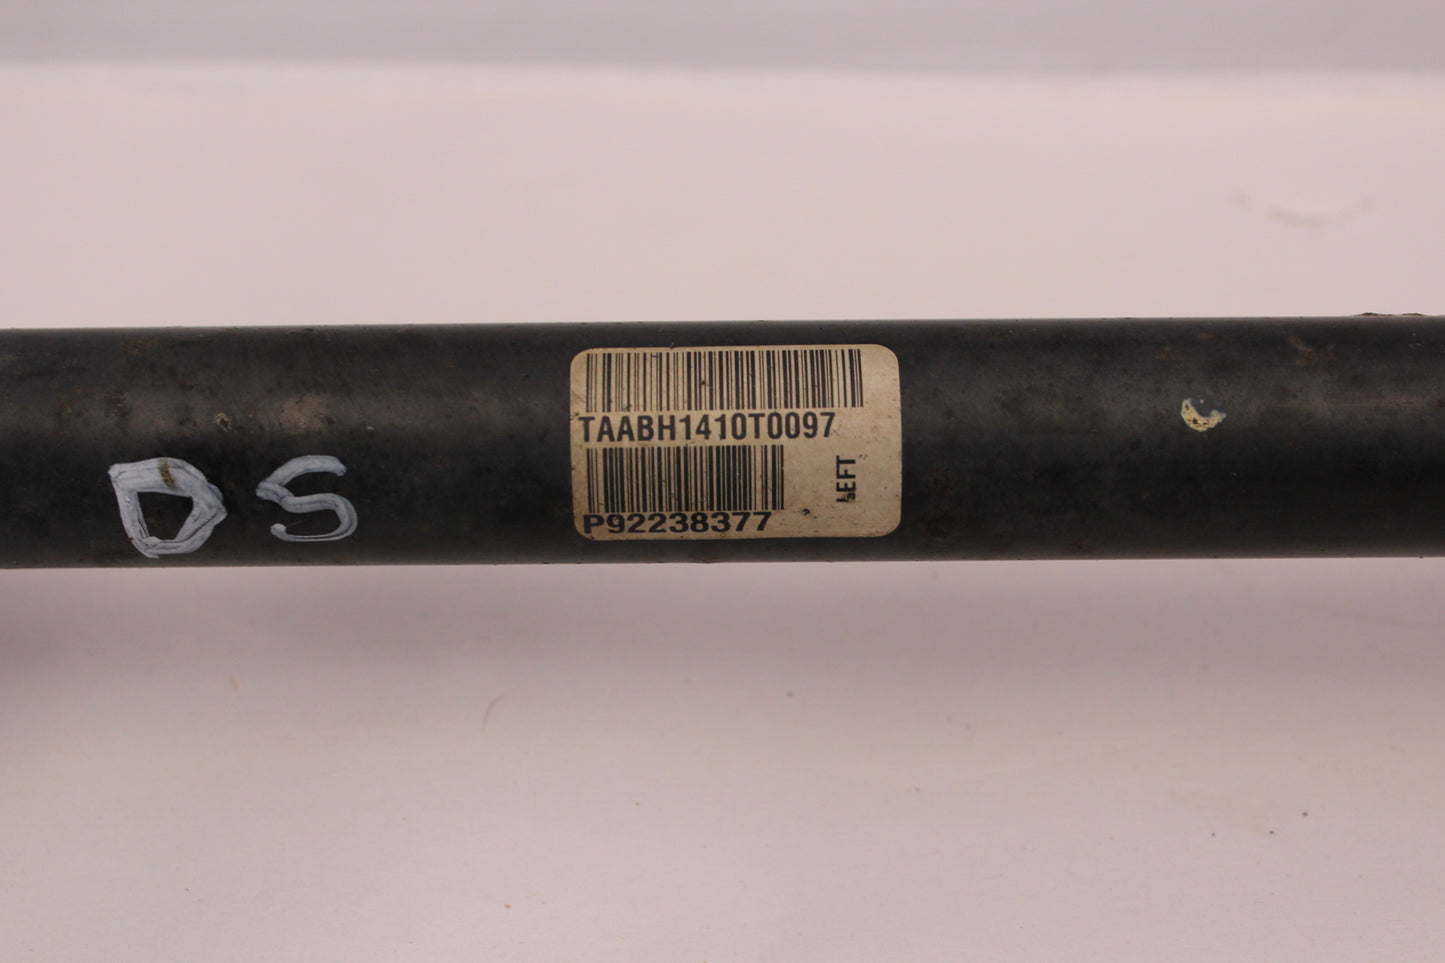 DS
TAABH1410T0097
P92238377
LEFT